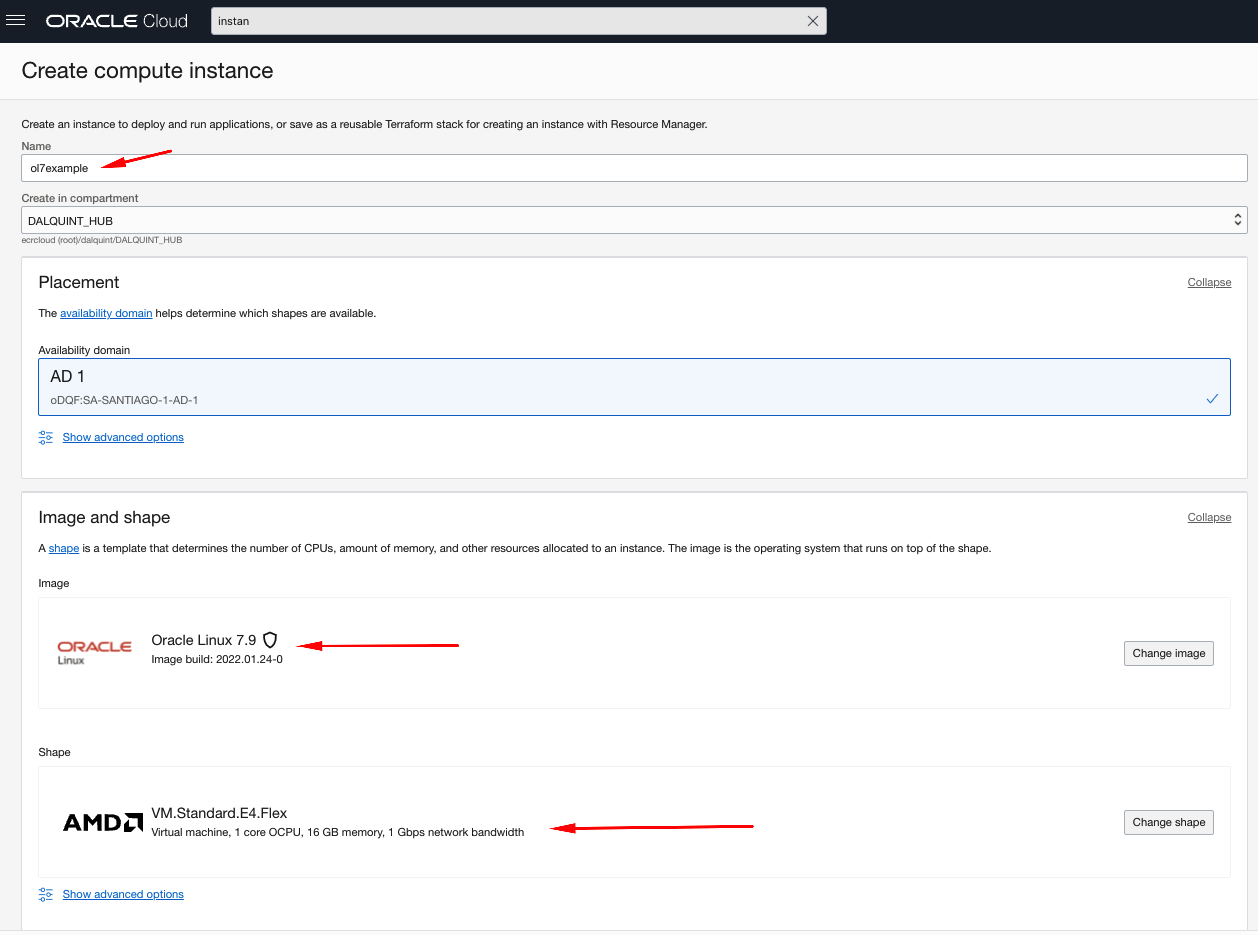 ORACLE Cloud
instan
Create compute instance
Create an instance to deploy and run applications, or save as a reusable Terraform stack for creating an instance with Resource Manager.
Name
ol7example
Create in compartment
DALQUINT_HUB
ecrcloud (root)/dalquint/DALQUINT_HUB
Placement
Collapse
The availability domain helps determine which shapes are available.
Availability domain
AD 1
oDQF:SA-SANTIAGO-1-AD-1
Show advanced options
Image and shape
Collapse
A shape is a template that determines the number of CPUs, amount of memory, and other resources allocated to an instance. The image is the operating system that runs on top of the shape.
Image
ORACLE
Linux
Oracle Linux 7.9
Image build: 2022.01.24-0
Change image
Shape
AMD
VM.Standard.E4.Flex
Virtual machine, 1 core OCPU, 16 GB memory, 1 Gbps network bandwidth
Change shape
Show advanced options